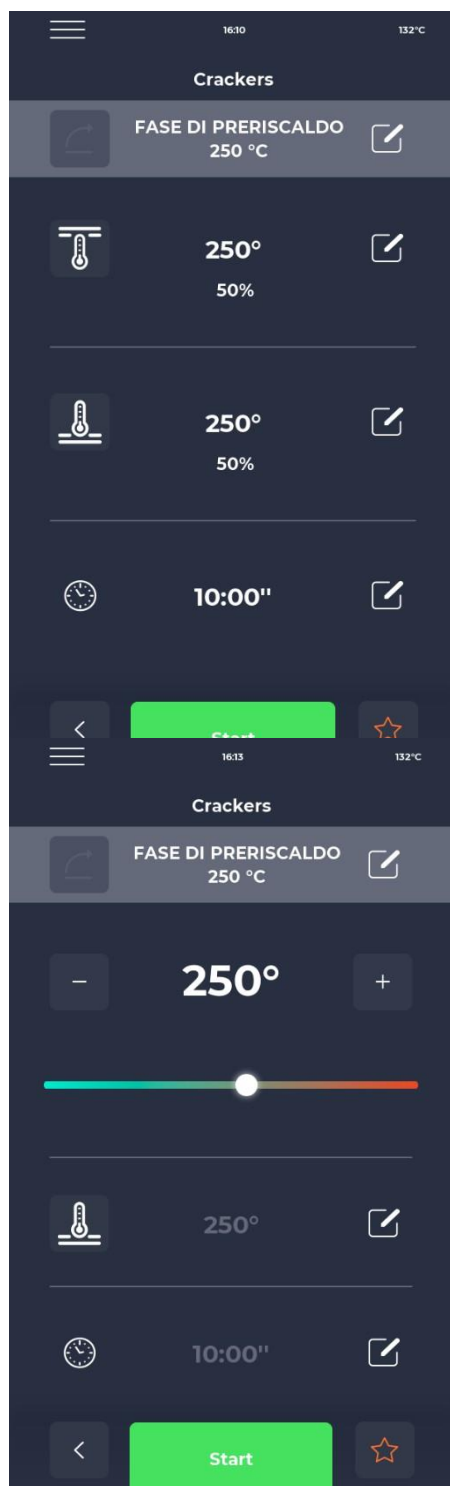 16:10 132°C
Crackers
FASE DI PRERISCALDO
250 °C
250°
50%
250°
50%
10:00''
Start
16:13 132°C
Crackers
FASE DI PRERISCALDO
250 °C
- 250° +
250°
10:00''
Start